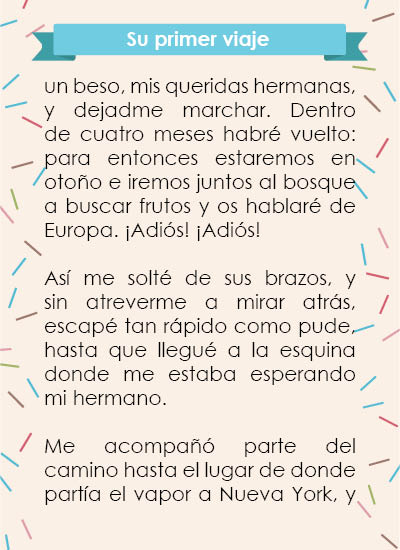 Su primer viaje
un beso, mis queridas hermanas,
y dejadme marchar. Dentro
de cuatro meses habré vuelto:
para entonces estaremos en
otoño e iremos juntos al bosque
a buscar frutos y os hablaré de
Europa. ¡Adiós! ¡Adiós!
Así me solté de sus brazos, y
sin atreverme a mirar atrás,
escapé tan rápido como pude,
hasta que llegué a la esquina
donde me estaba esperando
mi hermano.
Me acompañó parte del
camino hasta el lugar de donde
partía el vapor a Nueva York, y